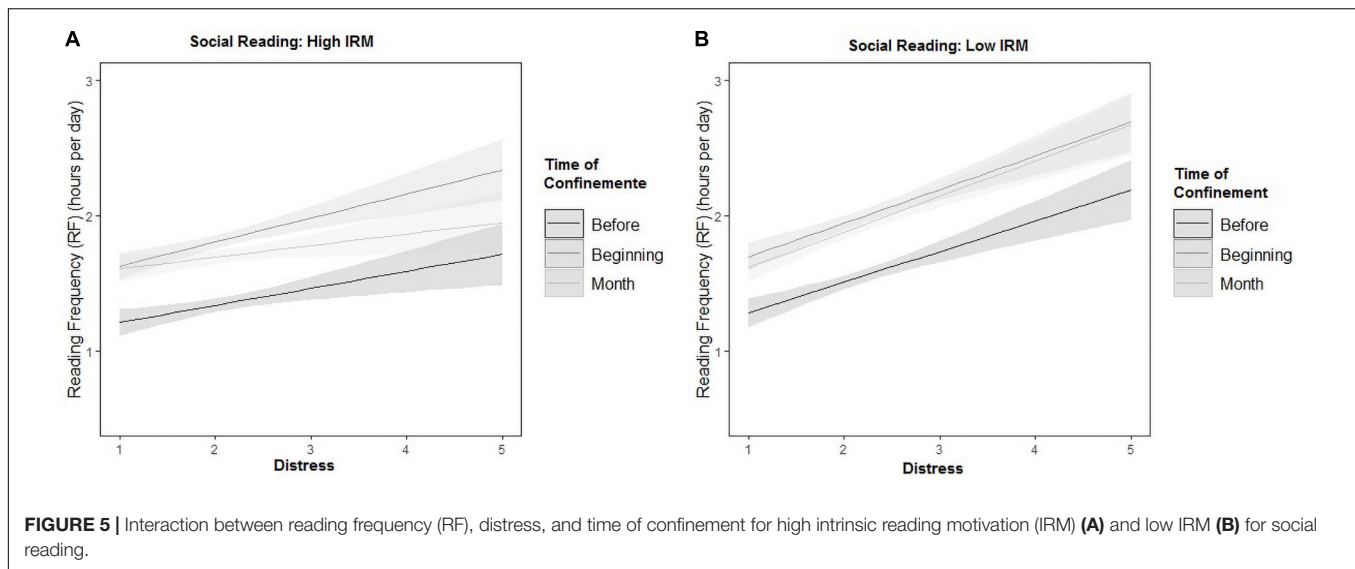 A
Social Reading: High IRM
Reading Frequency (RF) (hours per day)
3
2
1
1 2 3 4 5
Distress
Time of
Confinemente
Before
Beginning
Month
B
Social Reading: Low IRM
Reading Frequency (RF) (hours per day)
3
2
1
1 2 3 4 5
Distress
Time of
Confinement
Before
Beginning
Month
FIGURE 5 | Interaction between reading frequency (RF), distress, and time of confinement for high intrinsic reading motivation (IRM) (A) and low IRM (B) for social
reading.